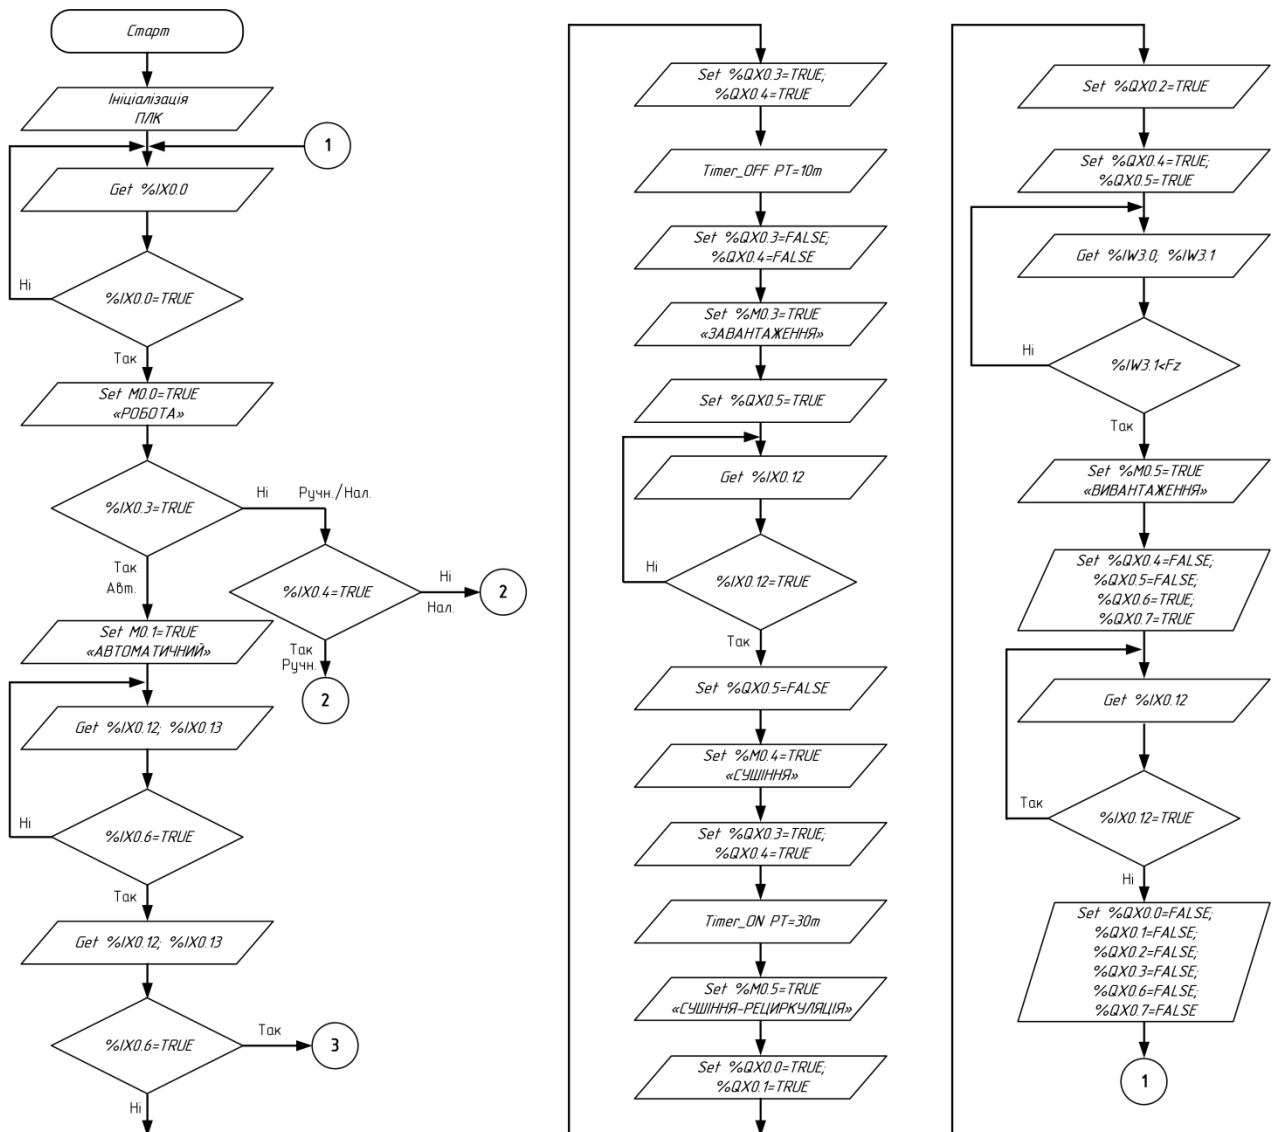 Старт
Ініціалізація
ПЛК
1
Get %IX0.0
%IX0.0=TRUE
Ні
Так
Set M0.0=TRUE
«РОБОТА»
%IX0.3=TRUE
Ні
Ручн./Нал.
Так
Авт.
%IX0.4=TRUE
Ні
Нал.
2
Так
Ручн.
2
Set M0.1=TRUE
«АВТОМАТИЧНИЙ»
Get %IX0.12; %IX0.13
%IX0.6=TRUE
Ні
Так
Get %IX0.12; %IX0.13
%IX0.6=TRUE
Так
3
Ні
Set %QX0.3=TRUE;
%QX0.4=TRUE
Timer_OFF PT=10m
Set %QX0.3=FALSE;
%QX0.4=FALSE
Set %M0.3=TRUE
«ЗАВАНТАЖЕННЯ»
Set %QX0.5=TRUE
Get %IX0.12
Ні
%IX0.12=TRUE
Так
Set %QX0.5=FALSE
Set %M0.4=TRUE
«СУШІННЯ»
Set %QX0.3=TRUE;
%QX0.4=TRUE
Timer_ON PT=30m
Set %M0.5=TRUE
«СУШІННЯ-РЕЦИРКУЛЯЦІЯ»
Set %QX0.0=TRUE;
%QX0.1=TRUE
Set %QX0.2=TRUE
Set %QX0.4=TRUE;
%QX0.5=TRUE
Get %IW3.0; %IW3.1
Ні
%IW3.1<Fz
Так
Set %M0.5=TRUE
«ВИВАНТАЖЕННЯ»
Set %QX0.4=FALSE;
%QX0.5=FALSE;
%QX0.6=TRUE;
%QX0.7=TRUE
Get %IX0.12
Так
%IX0.12=TRUE
Ні
Set %QX0.0=FALSE;
%QX0.1=FALSE;
%QX0.2=FALSE;
%QX0.3=FALSE;
%QX0.6=FALSE;
%QX0.7=FALSE
1